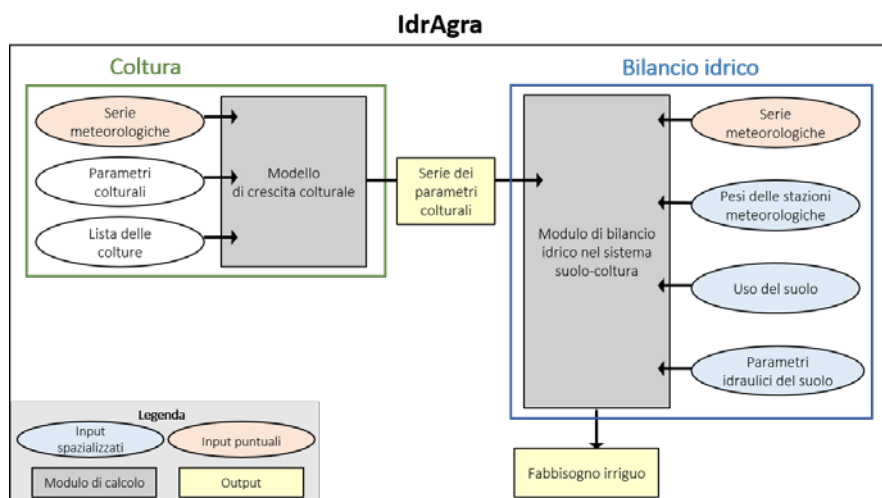 IdrAgra
Coltura
Serie
meteorologiche
Parametri
colturali
Lista delle
colture
Modello
di crescita colturale
Serie dei
parametri
colturali
Bilancio idrico
Modulo di bilancio
idrico nel sistema
suolo-coltura
Serie
meteorologiche
Pesi delle stazioni
meteorologiche
Uso del suolo
Parametri
idraulici del suolo
Fabbisogno irriguo
Legenda
Input
spazializzati
Input puntuali
Modulo di calcolo
Output